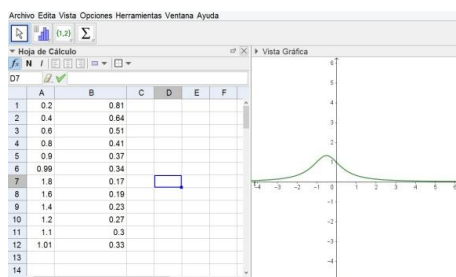 Archivo Edita Vista Opciones Herramientas Ventana Ayuda
{1,2} Σ
Hoja de Cálculo
Vista Gráfica
fx N I
D7
A B C D E F
1 0.2 0.81
2 0.4 0.64
3 0.6 0.51
4 0.8 0.41
5 0.9 0.37
6 0.99 0.34
7 1.8 0.17
8 1.6 0.19
9 1.4 0.23
10 1.2 0.27
11 1.1 0.3
12 1.01 0.33
13
14
6
5
4
3
2
1
-4 -3 -2 -1 0 1 2 3 4 5 6
-1
-2
-3
-4